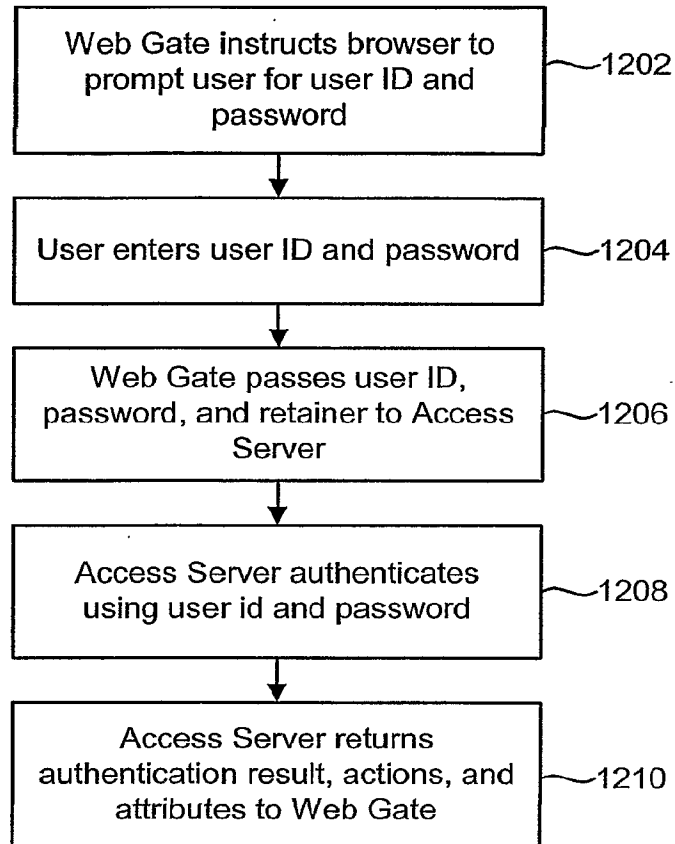 Web Gate instructs browser to
prompt user for user ID and
password
1202
User enters user ID and password
1204
Web Gate passes user ID,
password, and retainer to Access
Server
1206
Access Server authenticates
using user id and password
1208
Access Server returns
authentication result, actions, and
attributes to Web Gate
1210